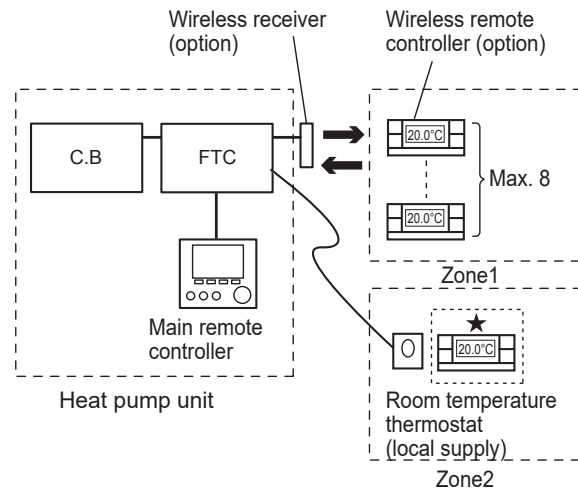 Wireless receiver
(option)
Wireless remote
controller (option)
C.B
FTC
20.0°C
Max. 8
20.0°C
Zone1
Main remote
controller
20.0°C
Heat pump unit
Room temperature
thermostat
(local supply)
Zone2